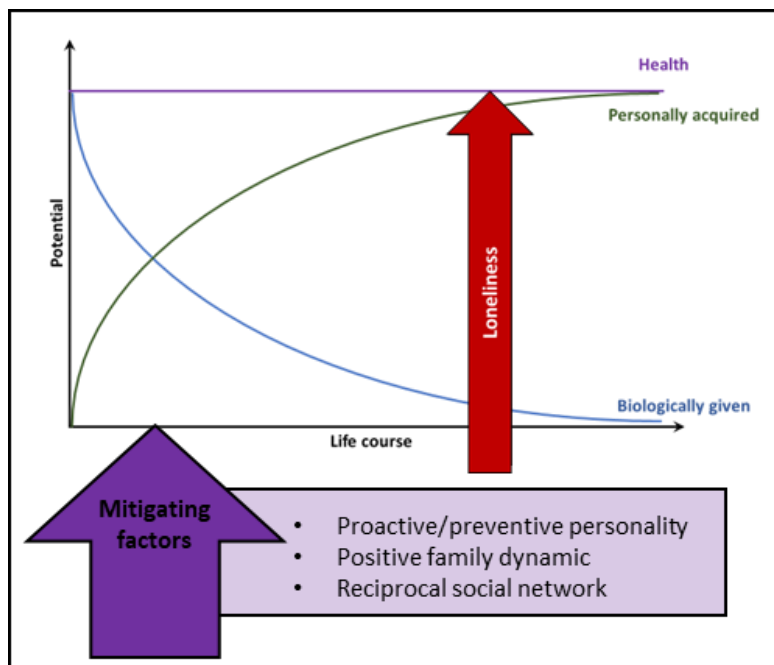 Health
Personally acquired
Potential
Loneliness
Biologically given
Life course
Mitigating
factors
• Proactive/preventive personality
• Positive family dynamic
• Reciprocal social network